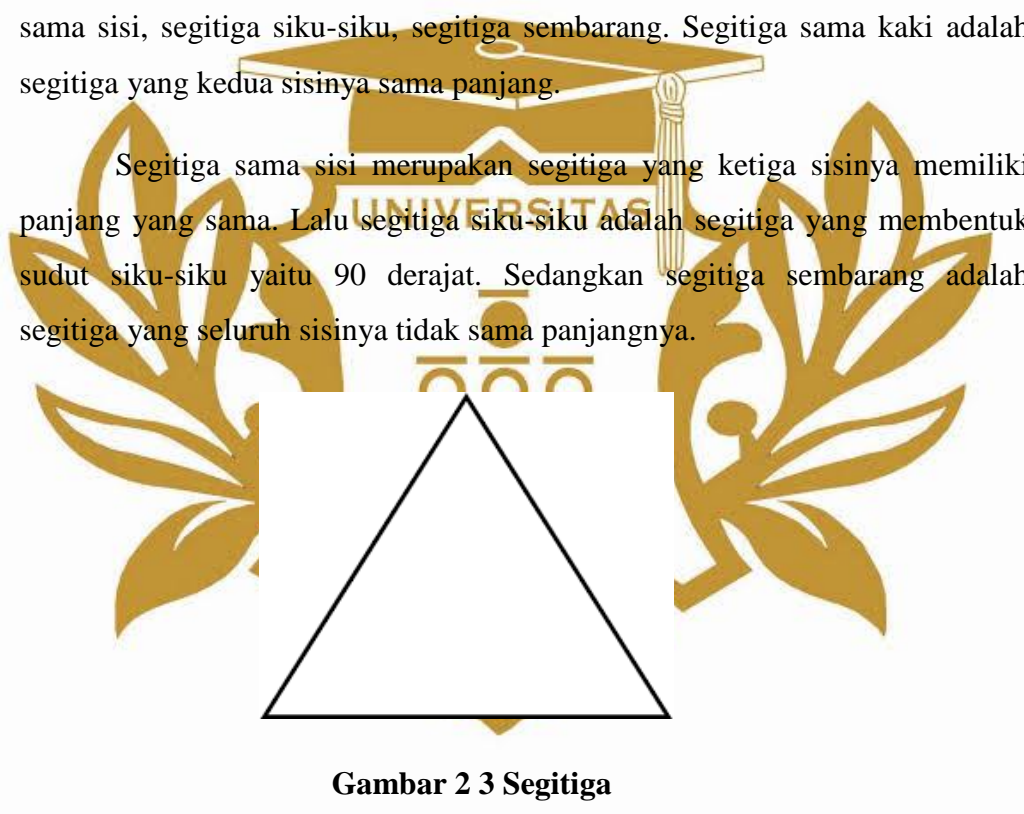 sama sisi, segitiga siku-siku, segitiga sembarang. Segitiga sama kaki adalah
segitiga yang kedua sisinya sama panjang.
Segitiga sama sisi merupakan segitiga yang ketiga sisinya memiliki
panjang yang sama. Lalu segitiga siku-siku adalah segitiga yang membentuk
UNIVERSITAS
sudut siku-siku yaitu 90 derajat. Sedangkan segitiga sembarang adalah
segitiga yang seluruh sisinya tidak sama panjangnya.
Gambar 2 3 Segitiga